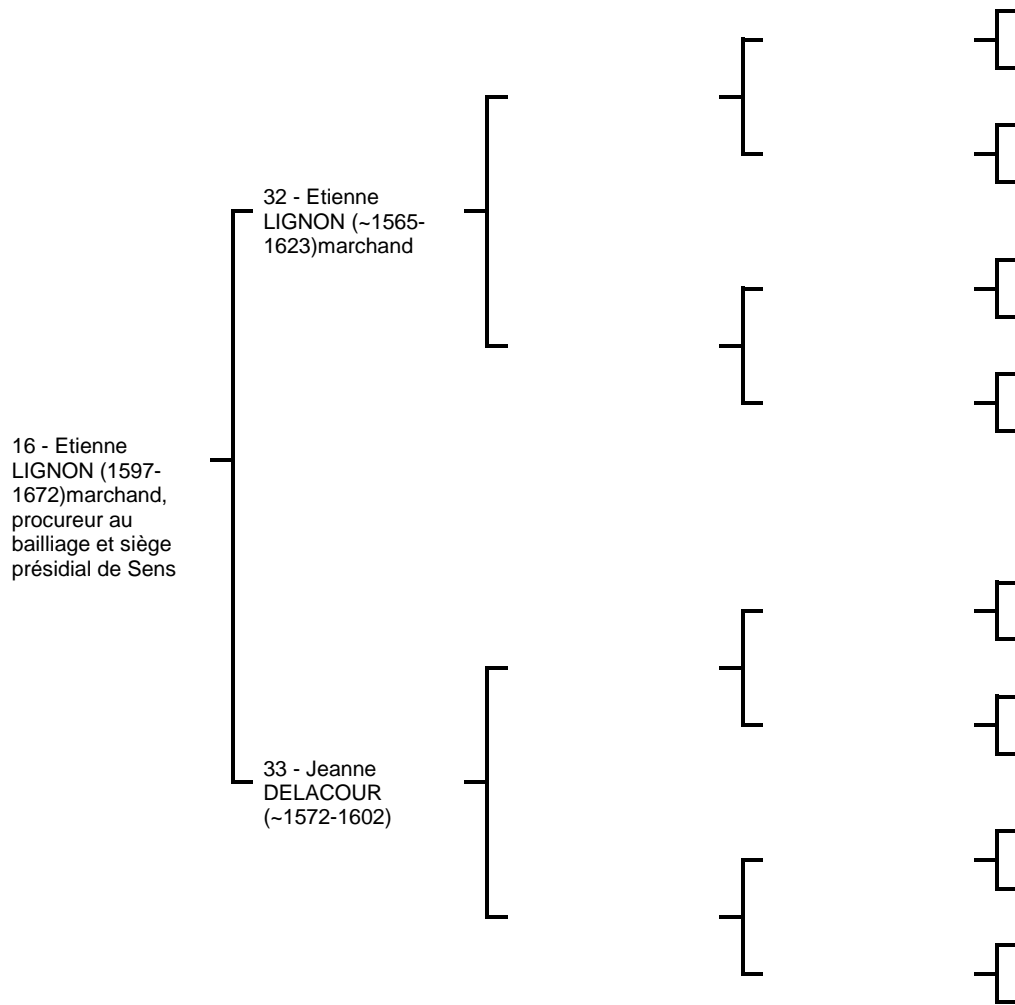 32 - Etienne
LIGNON (~1565-
1623)marchand
16 - Etienne
LIGNON (1597-
1672)marchand,
procureur au
bailliage et siège
présidial de Sens
33 - Jeanne
DELACOUR
(~1572-1602)